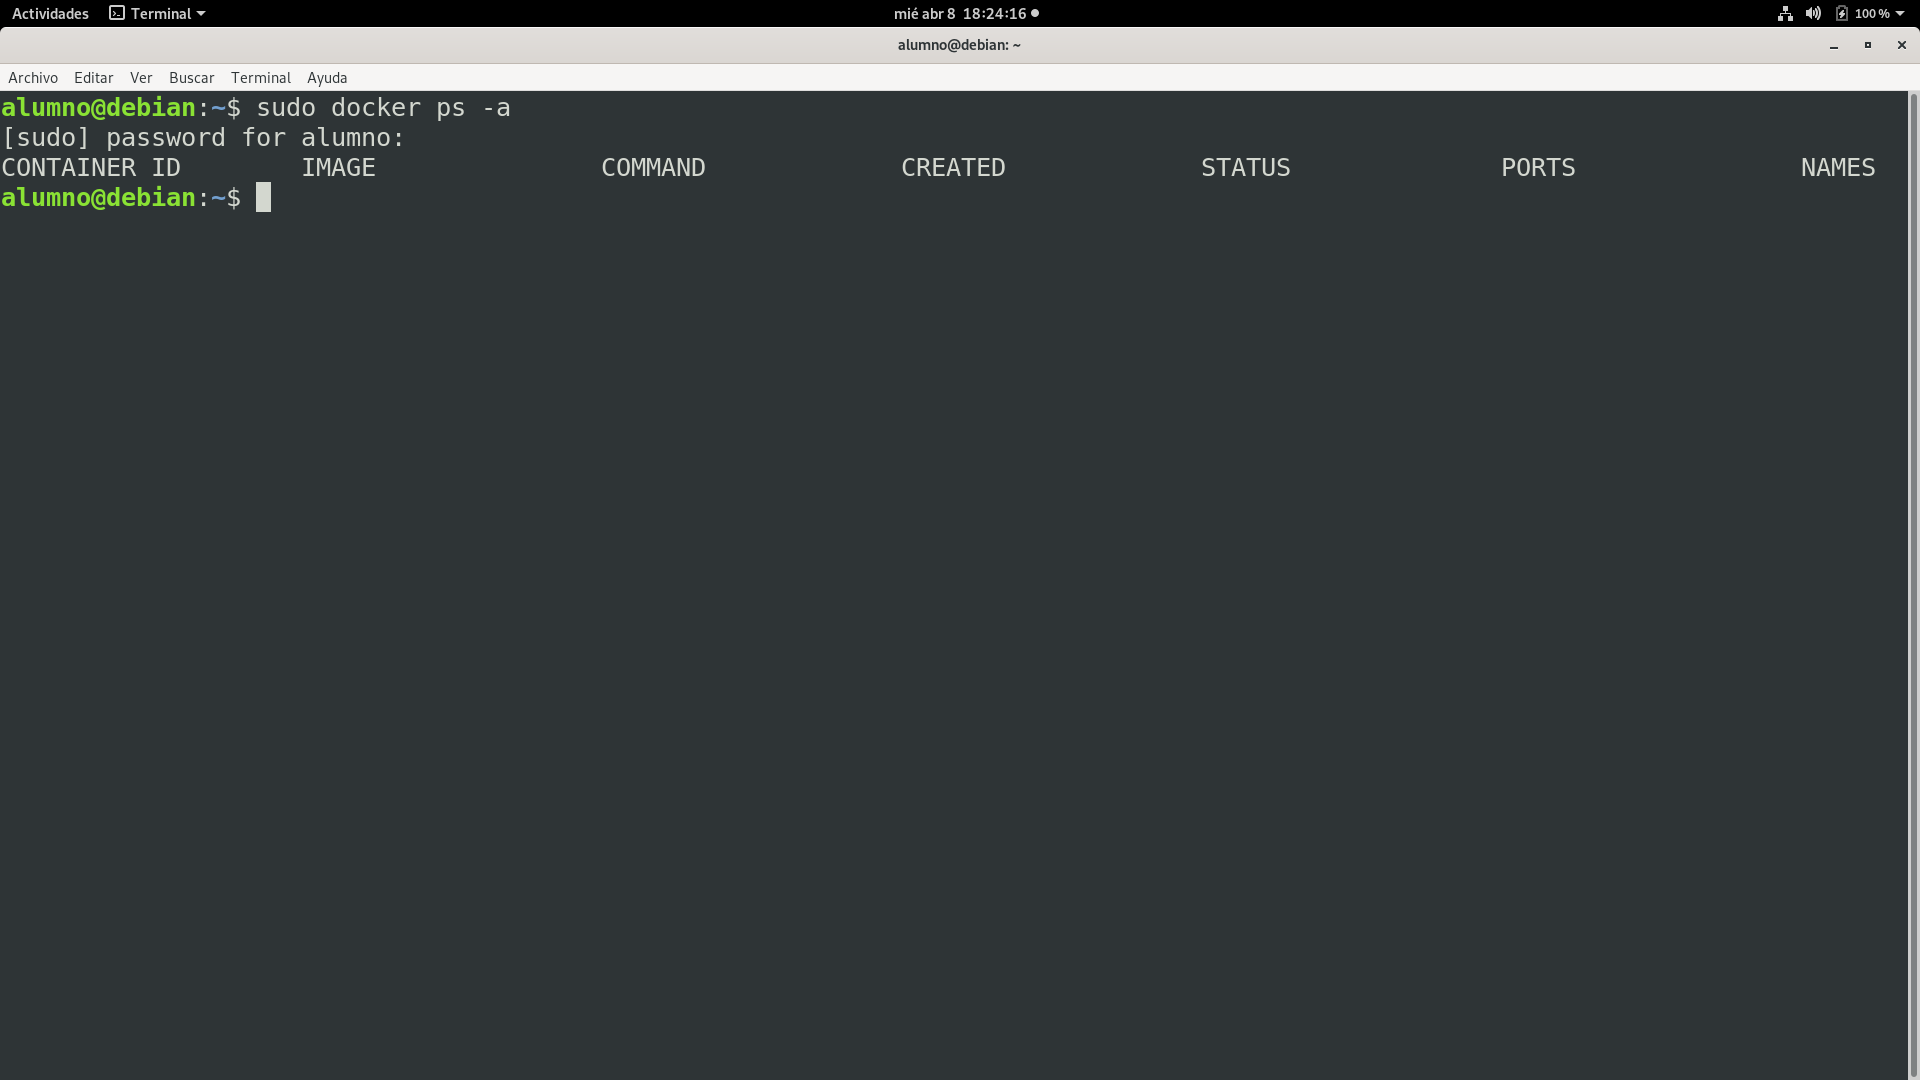 Actividades Terminal mié abr 8 18:24:16 100 %
alumno@debian: ~
Archivo Editar Ver Buscar Terminal Ayuda
alumno@debian:~$ sudo docker ps -a
[sudo] password for alumno:
CONTAINER ID IMAGE COMMAND CREATED STATUS PORTS NAMES
alumno@debian:~$